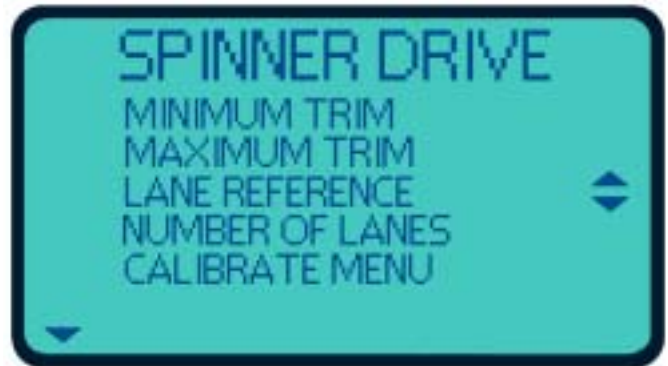 SPINNER DRIVE
MINIMUM TRIM
MAXIMUM TRIM
LANE REFERENCE
NUMBER OF LANES
CALIBRATE MENU